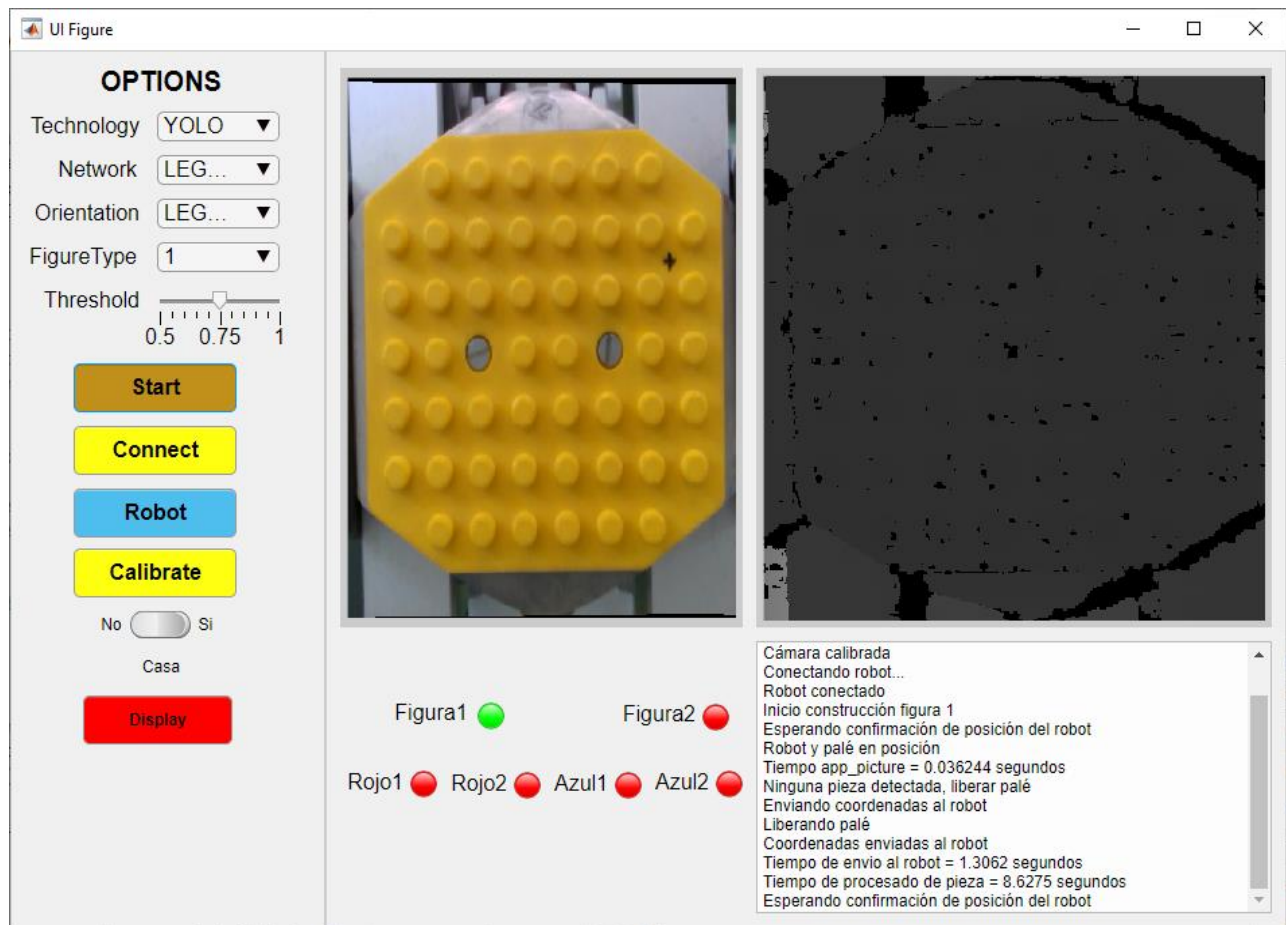 UI Figure
OPTIONS
Technology YOLO
Network LEG...
Orientation LEG...
FigureType 1
Threshold
0.5 0.75 1
Start
Connect
Robot
Calibrate
No Si
Casa
Display
Figura1 Figura2
Rojo1 Rojo2 Azul1 Azul2
Cámara calibrada
Conectando robot...
Robot conectado
Inicio construcción figura 1
Esperando confirmación de posición del robot
Robot y palé en posición
Tiempo app_picture = 0.036244 segundos
Ninguna pieza detectada, liberar palé
Enviando coordenadas al robot
Liberando palé
Coordenadas enviadas al robot
Tiempo de envio al robot = 1.3062 segundos
Tiempo de procesado de pieza = 8.6275 segundos
Esperando confirmación de posición del robot